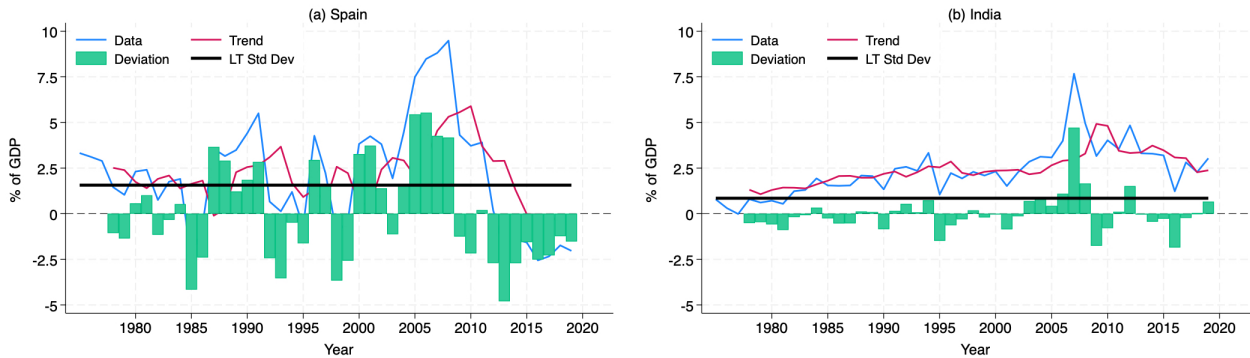 (a) Spain
Data
Trend
Deviation
LT Std Dev
10
7.5
5
2.5
0
-2.5
-5
% of GDP
1980
1985
1990
1995
2000
2005
2010
2015
2020
Year
(b) India
Data
Trend
Deviation
LT Std Dev
10
7.5
5
2.5
0
-2.5
-5
% of GDP
1980
1985
1990
1995
2000
2005
2010
2015
2020
Year